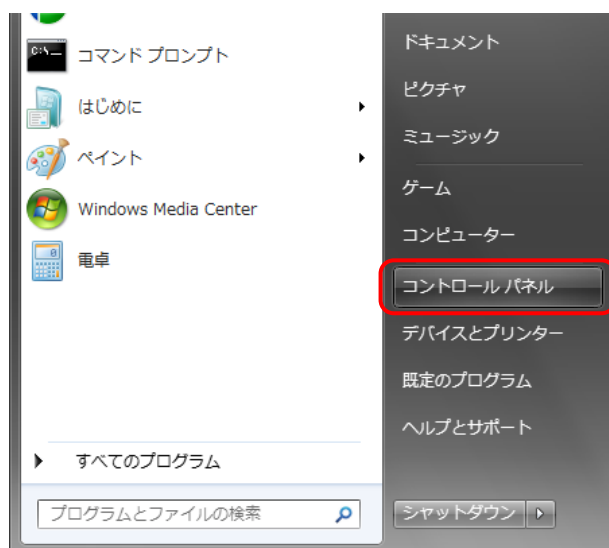 コマンド プロンプト
はじめに
ペイント
Windows Media Center
電卓
すべてのプログラム
プログラムとファイルの検索
ドキュメント
ピクチャ
ミュージック
ゲーム
コンピューター
コントロール パネル
デバイスとプリンター
既定のプログラム
ヘルプとサポート
シャットダウン